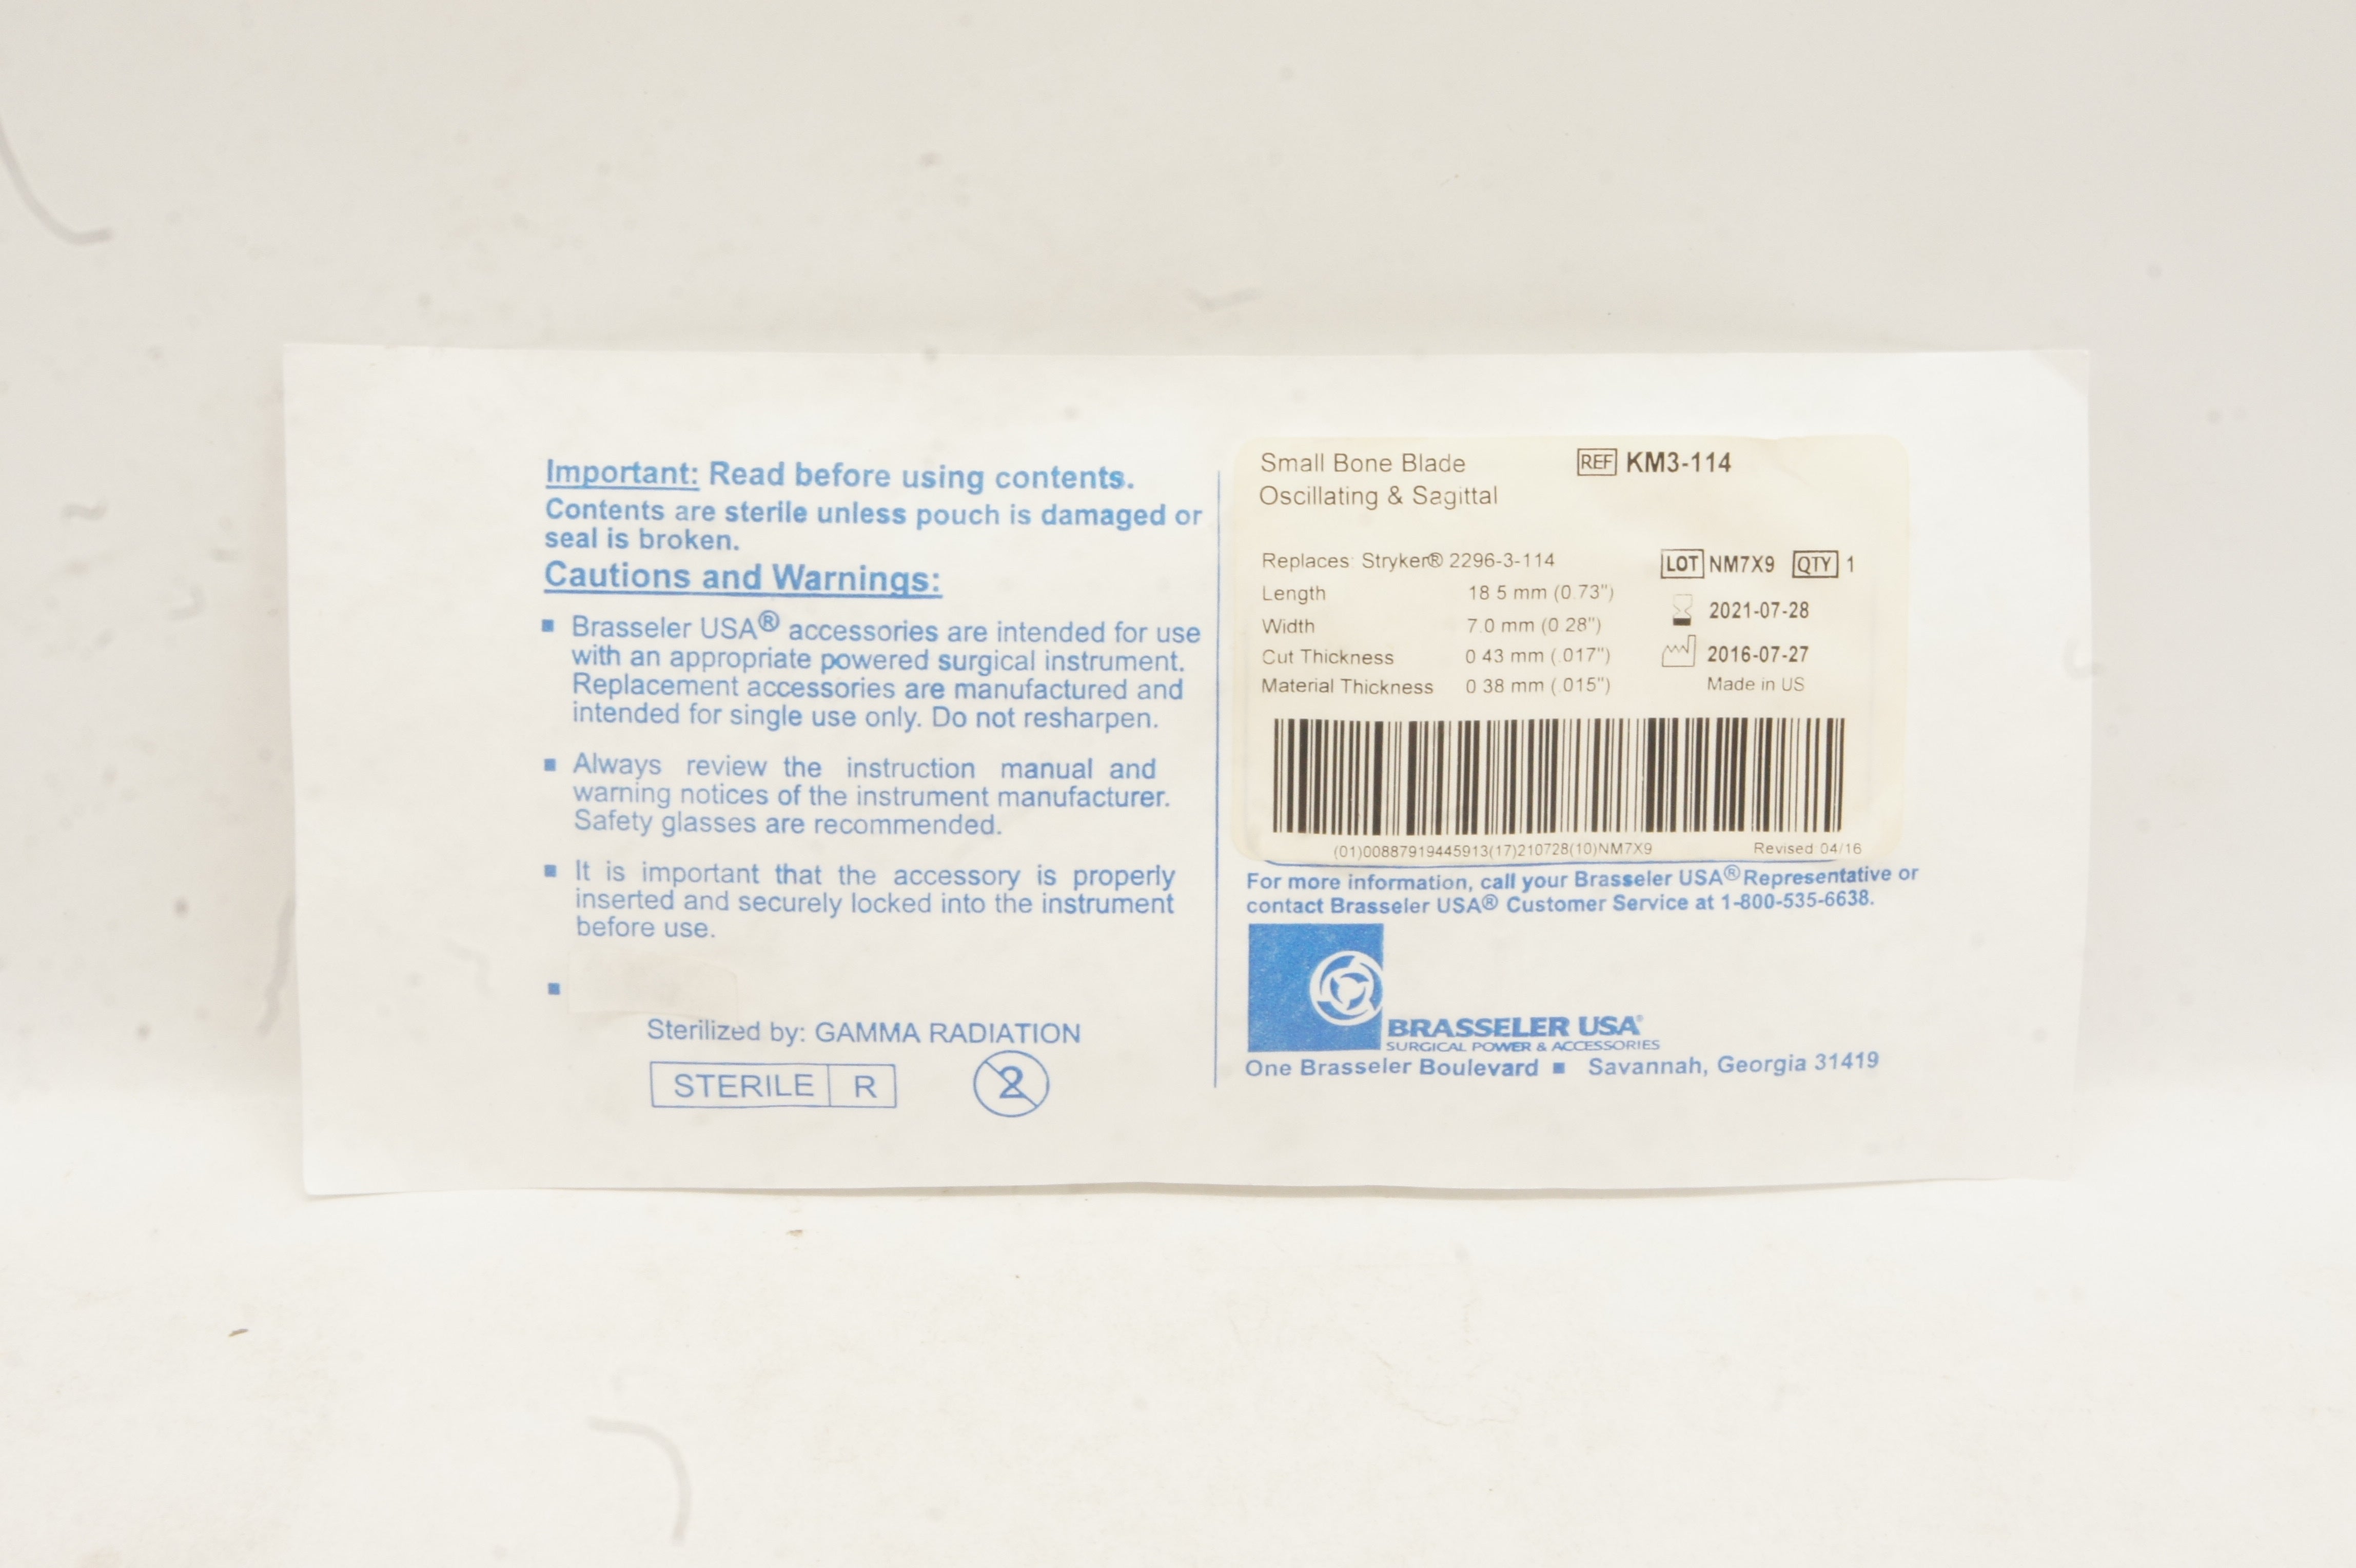 Important: Read before using contents.
Contents are sterile unless pouch is damaged or
seal is broken.
Cautions and Warnings:
▪ Brasseler USA® accessories are intended for use
with an appropriate powered surgical instrument.
Replacement accessories are manufactured and
intended for single use only. Do not resharpen.
▪ Always review the instruction manual and
warning notices of the instrument manufacturer.
Safety glasses are recommended.
▪ It is important that the accessory is properly
inserted and securely locked into the instrument
before use.
▪
Sterilized by: GAMMA RADIATION
STERILE R 2
Small Bone Blade REF KM3-114
Oscillating & Sagittal
Replaces: Stryker® 2296-3-114 LOT NM7X9 QTY 1
Length 18.5 mm (0.73")
2021-07-28
Width 7.0 mm (0.28")
Cut Thickness 0.43 mm (.017") 2016-07-27
Material Thickness 0.38 mm (.015") Made in US
(01)00887919445913(17)210728(10)NM7X9 Revised 04/16
For more information, call your Brasseler USA® Representative or
contact Brasseler USA® Customer Service at 1-800-535-6638.
BRASSELER USA®
SURGICAL POWER & ACCESSORIES
One Brasseler Boulevard ▪ Savannah, Georgia 31419